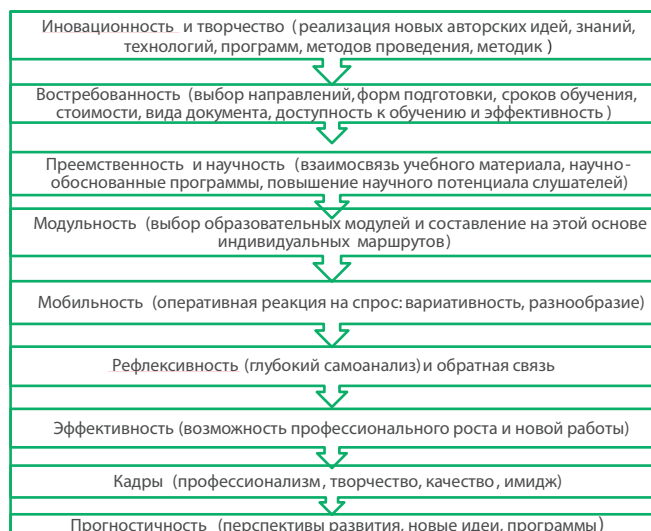 Иновационность и творчество (реализация новых авторских идей, знаний,
технологий, программ, методов проведения, методик )
Востребованность (выбор направлений, форм подготовки, сроков обучения,
стоимости, вида документа, доступность к обучению и эффективность )
Преемственность и научность (взаимосвязь учебного материала, научно-
обоснованные программы, повышение научного потенциала слушателей)
Модульность (выбор образовательных модулей и составление на этой основе
индивидуальных маршрутов)
Мобильность (оперативная реакция на спрос: вариативность, разнообразие)
Рефлексивность (глубокий самоанализ) и обратная связь
Эффективность (возможность профессионального роста и новой работы)
Кадры (профессионализм, творчество, качество, имидж)
Прогностичность (перспективы развития, новые идеи, программы)